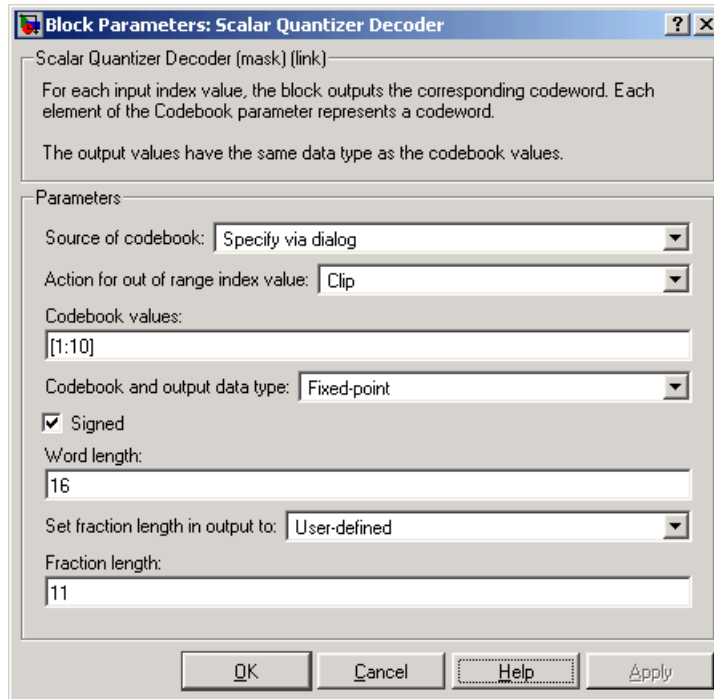 Block Parameters: Scalar Quantizer Decoder
Scalar Quantizer Decoder (mask) (link)
For each input index value, the block outputs the corresponding codeword. Each
element of the Codebook parameter represents a codeword.
The output values have the same data type as the codebook values.
Parameters
Source of codebook: Specify via dialog
Action for out of range index value: Clip
Codebook values:
[1:10]
Codebook and output data type: Fixed-point
Signed
Word length:
16
Set fraction length in output to: User-defined
Fraction length:
11
OK Cancel Help Apply